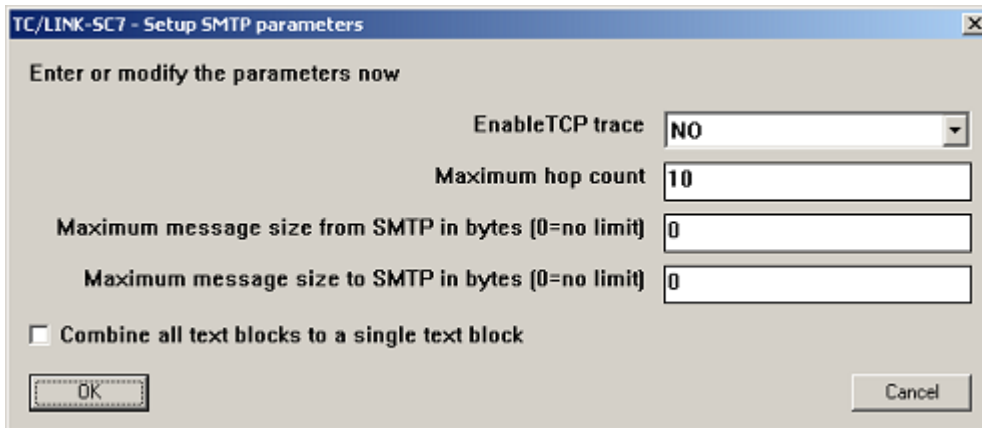 TC/LINK-SC7 - Setup SMTP parameters
Enter or modify the parameters now
EnableTCP trace NO
Maximum hop count 10
Maximum message size from SMTP in bytes (0=no limit) 0
Maximum message size to SMTP in bytes (0=no limit) 0
Combine all text blocks to a single text block
OK Cancel